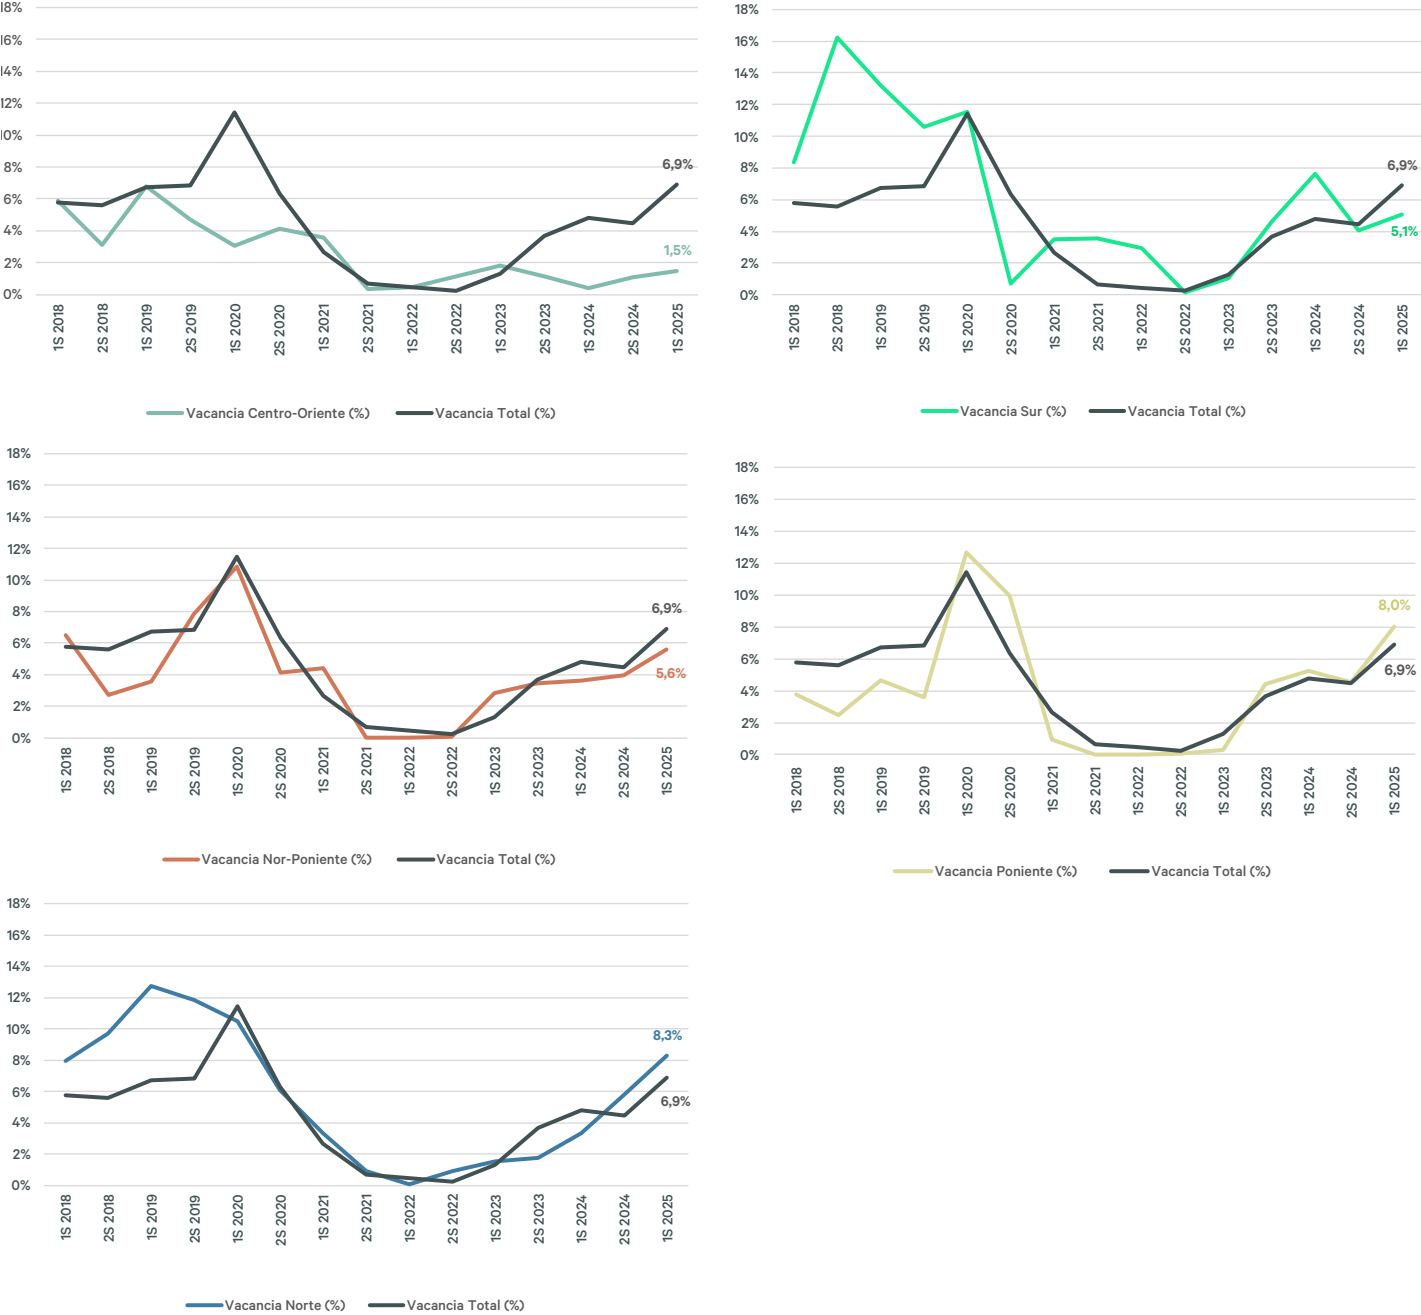 18%
16%
14%
12%
10%
8%
6%
4%
2%
0%
6,9%
1,5%
1S 2018
2S 2018
1S 2019
2S 2019
1S 2020
2S 2020
1S 2021
2S 2021
1S 2022
2S 2022
1S 2023
2S 2023
1S 2024
2S 2024
1S 2025
Vacancia Centro-Oriente (%) Vacancia Total (%)
18%
16%
14%
12%
10%
8%
6%
4%
2%
0%
6,9%
5,1%
1S 2018
2S 2018
1S 2019
2S 2019
1S 2020
2S 2020
1S 2021
2S 2021
1S 2022
2S 2022
1S 2023
2S 2023
1S 2024
2S 2024
1S 2025
Vacancia Sur (%) Vacancia Total (%)
18%
16%
14%
12%
10%
8%
6%
4%
2%
0%
6,9%
5,6%
1S 2018
2S 2018
1S 2019
2S 2019
1S 2020
2S 2020
1S 2021
2S 2021
1S 2022
2S 2022
1S 2023
2S 2023
1S 2024
2S 2024
1S 2025
Vacancia Nor-Poniente (%) Vacancia Total (%)
18%
16%
14%
12%
10%
8%
6%
4%
2%
0%
8,0%
6,9%
1S 2018
2S 2018
1S 2019
2S 2019
1S 2020
2S 2020
1S 2021
2S 2021
1S 2022
2S 2022
1S 2023
2S 2023
1S 2024
2S 2024
1S 2025
Vacancia Poniente (%) Vacancia Total (%)
18%
16%
14%
12%
10%
8%
6%
4%
2%
0%
8,3%
6,9%
1S 2018
2S 2018
1S 2019
2S 2019
1S 2020
2S 2020
1S 2021
2S 2021
1S 2022
2S 2022
1S 2023
2S 2023
1S 2024
2S 2024
1S 2025
Vacancia Norte (%) Vacancia Total (%)